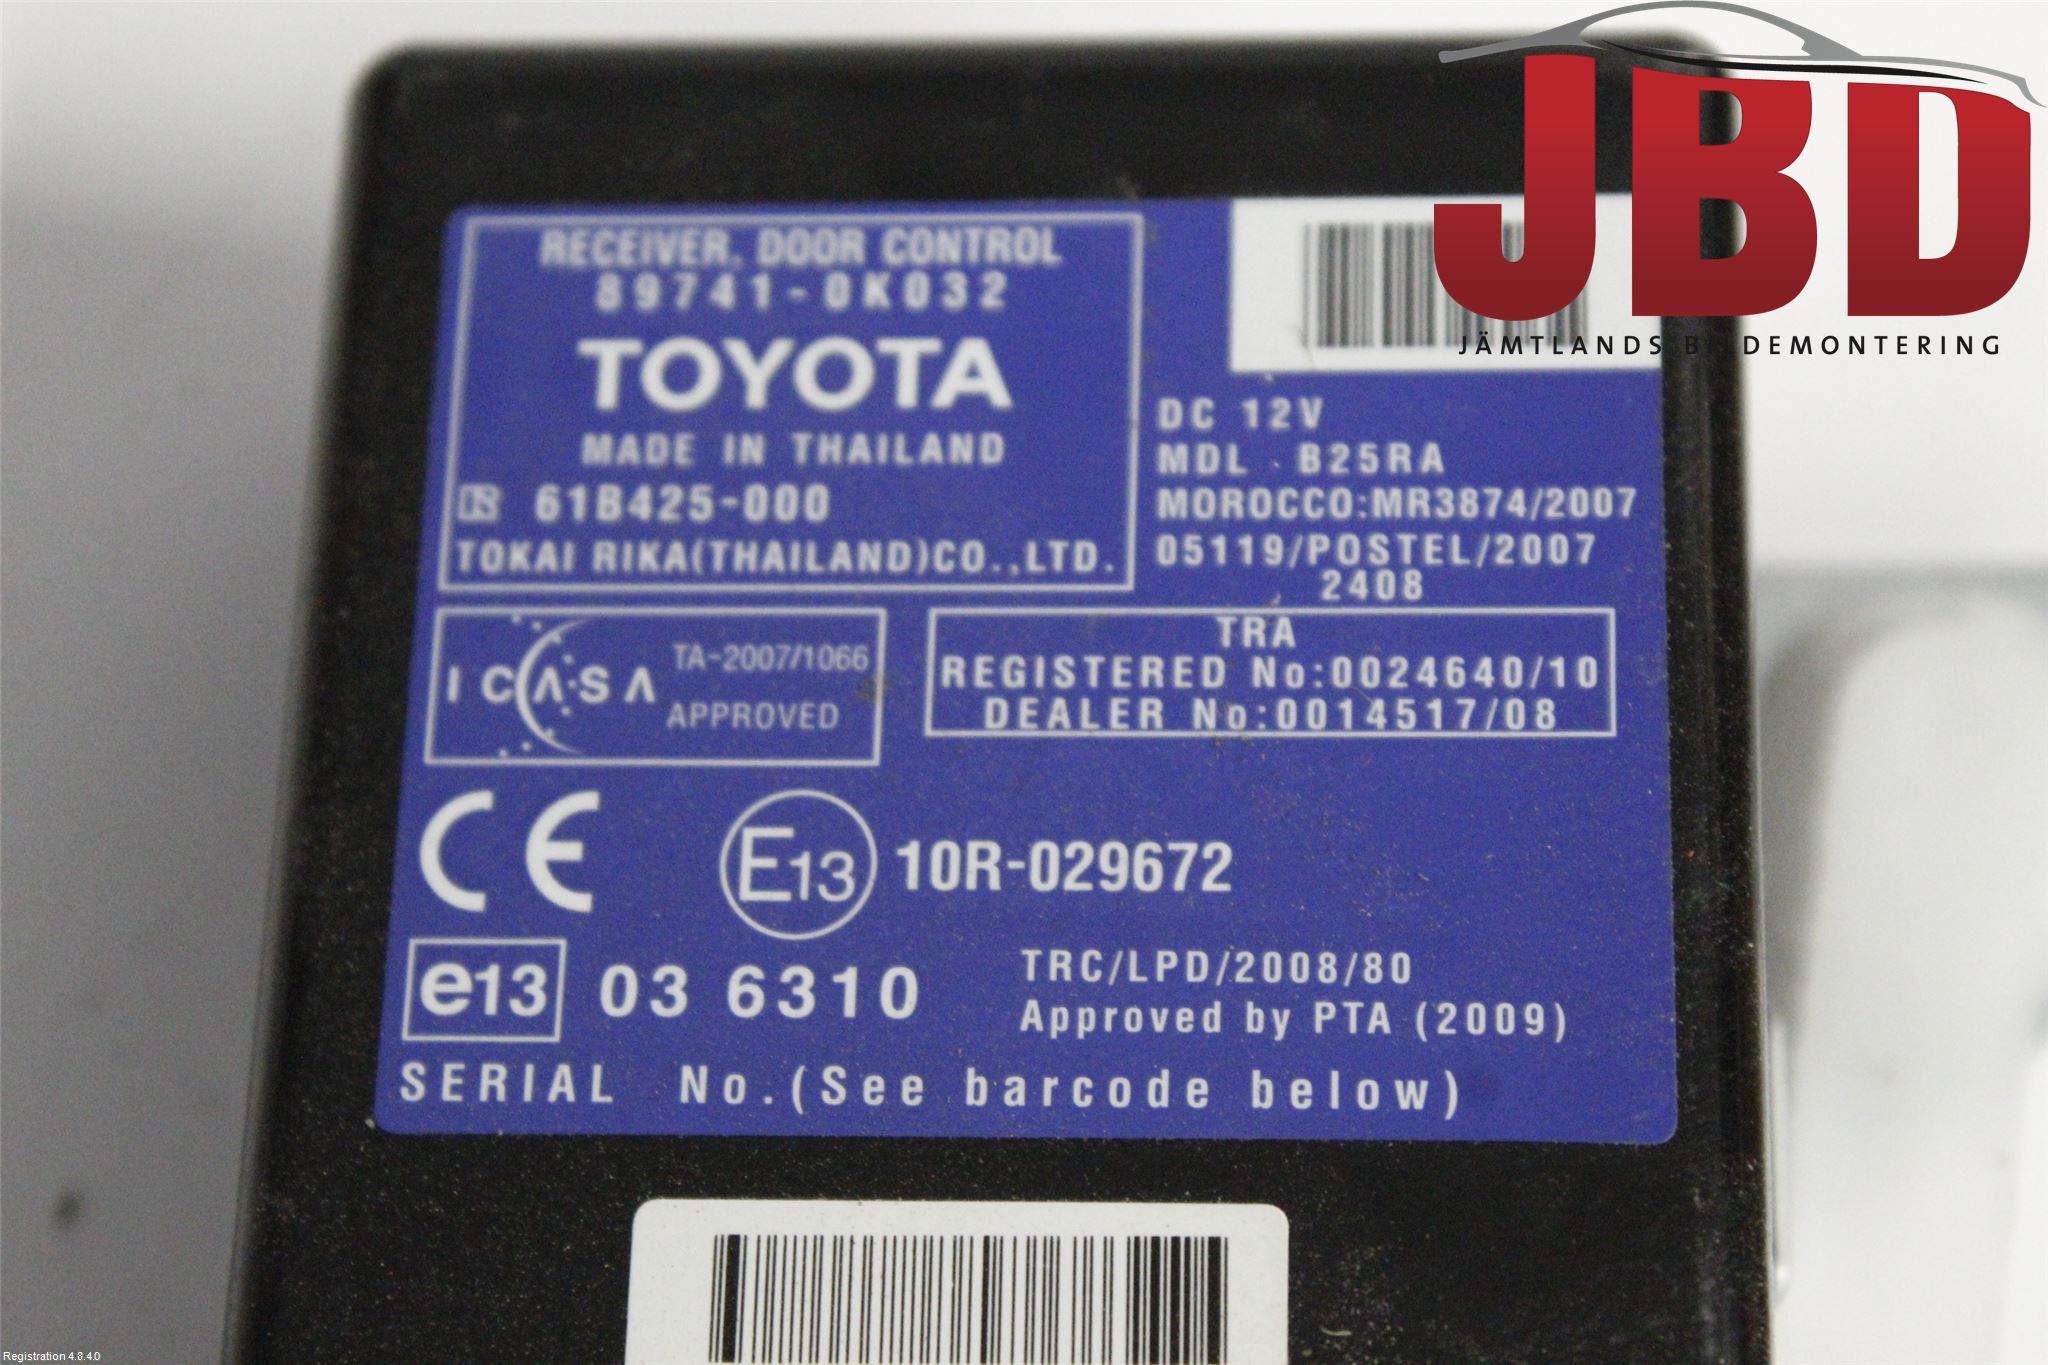 RECEIVER, DOOR CONTROL
89741-0K032
TOYOTA
MADE IN THAILAND
61B425-000
TOKAI RIKA(THAILAND)CO.,LTD.
JBD
JÄMTLANDS B DEMONTERING
DC 12V
MDL · B25RA
MOROCCO:MR3874/2007
05119/POSTEL/2007
2408
ICASA
TA-2007/1066
APPROVED
TRA
REGISTERED No:0024640/10
DEALER No:0014517/08
CE
E13 10R-029672
e13 03 6310
TRC/LPD/2008/80
Approved by PTA (2009)
SERIAL No.(See barcode below)
Registration 4.8.4.0